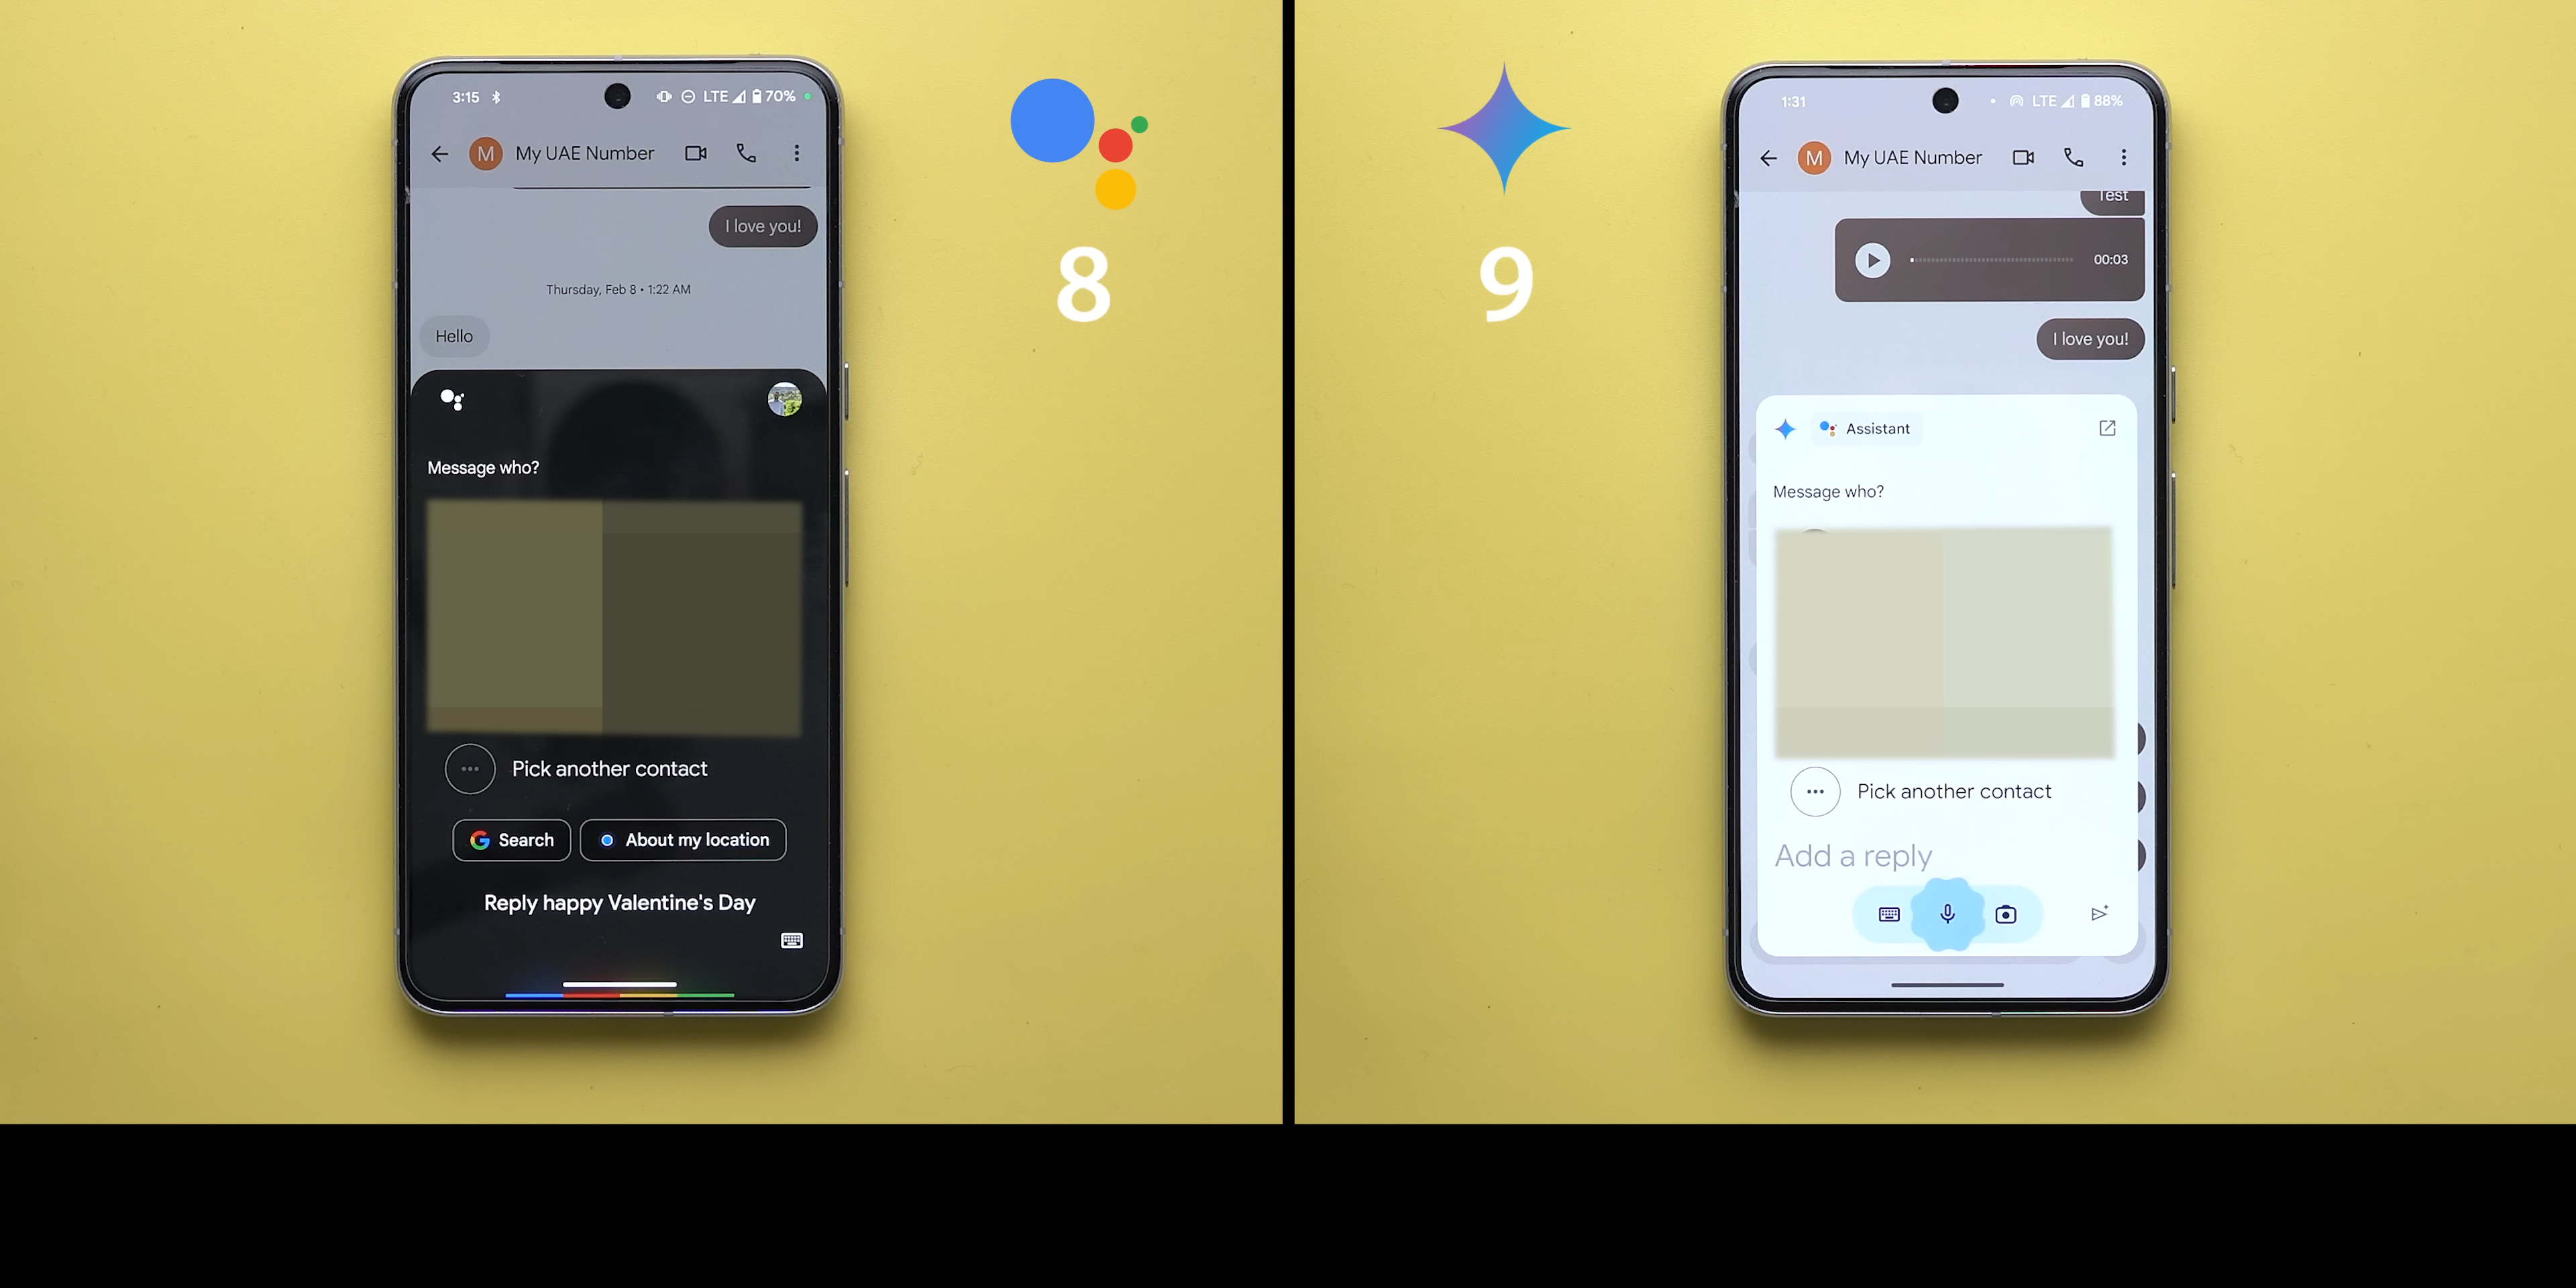 3:15
LTE 70%
M My UAE Number
I love you!
Thursday, Feb 8 • 1:22 AM
Hello
Message who?
Pick another contact
Search
About my location
Reply happy Valentine's Day
8
9
1:31
LTE 88%
M My UAE Number
Test
00:03
I love you!
Assistant
Message who?
Pick another contact
Add a reply